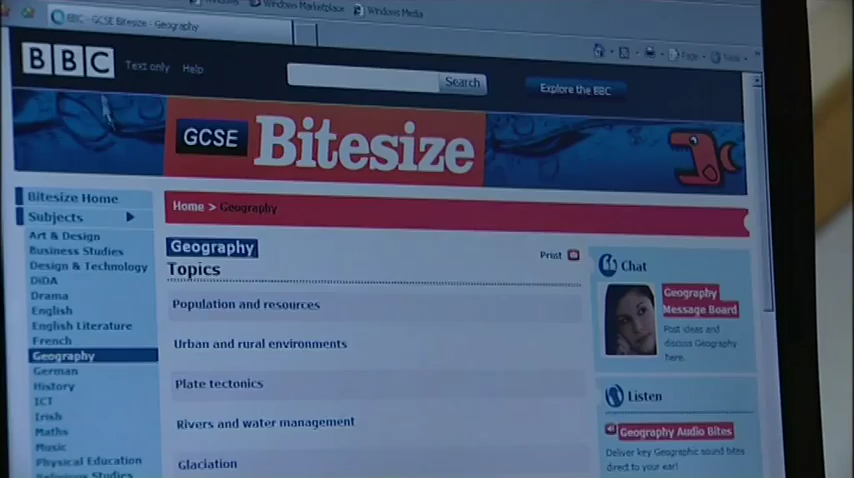 Windows Marketplace
Windows Media
BBC - GCSE Bitesize - Geography
Page
BBC
Text only
Help
Search
Explore the BBC
GCSE
Bitesize
Bitesize Home
Subjects
Art & Design
Business Studies
Design & Technology
DiDA
Drama
English
English Literature
French
Geography
German
History
ICT
Irish
Maths
Music
Physical Education
Religious Studies
Home > Geography
Geography
Print
Topics
Population and resources
Urban and rural environments
Plate tectonics
Rivers and water management
Glaciation
Chat
Geography
Message Board
Post ideas and
discuss Geography
here.
Listen
Geography Audio Bites
Deliver key Geographic sound bites
direct to your ear!